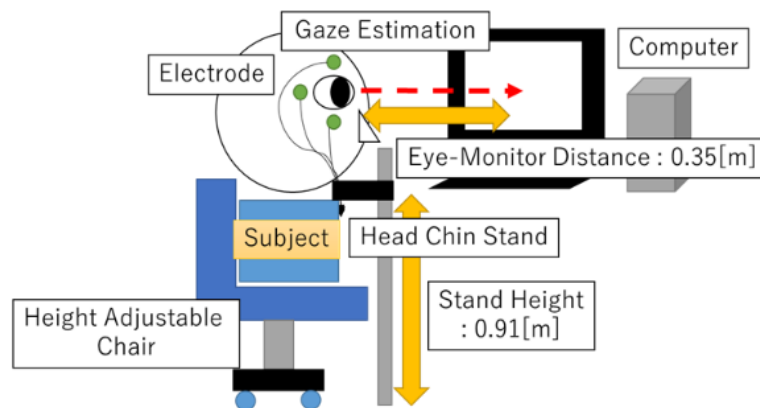 Gaze Estimation
Computer
Electrode
Eye-Monitor Distance : 0.35[m]
Subject
Head Chin Stand
Stand Height
: 0.91[m]
Height Adjustable
Chair